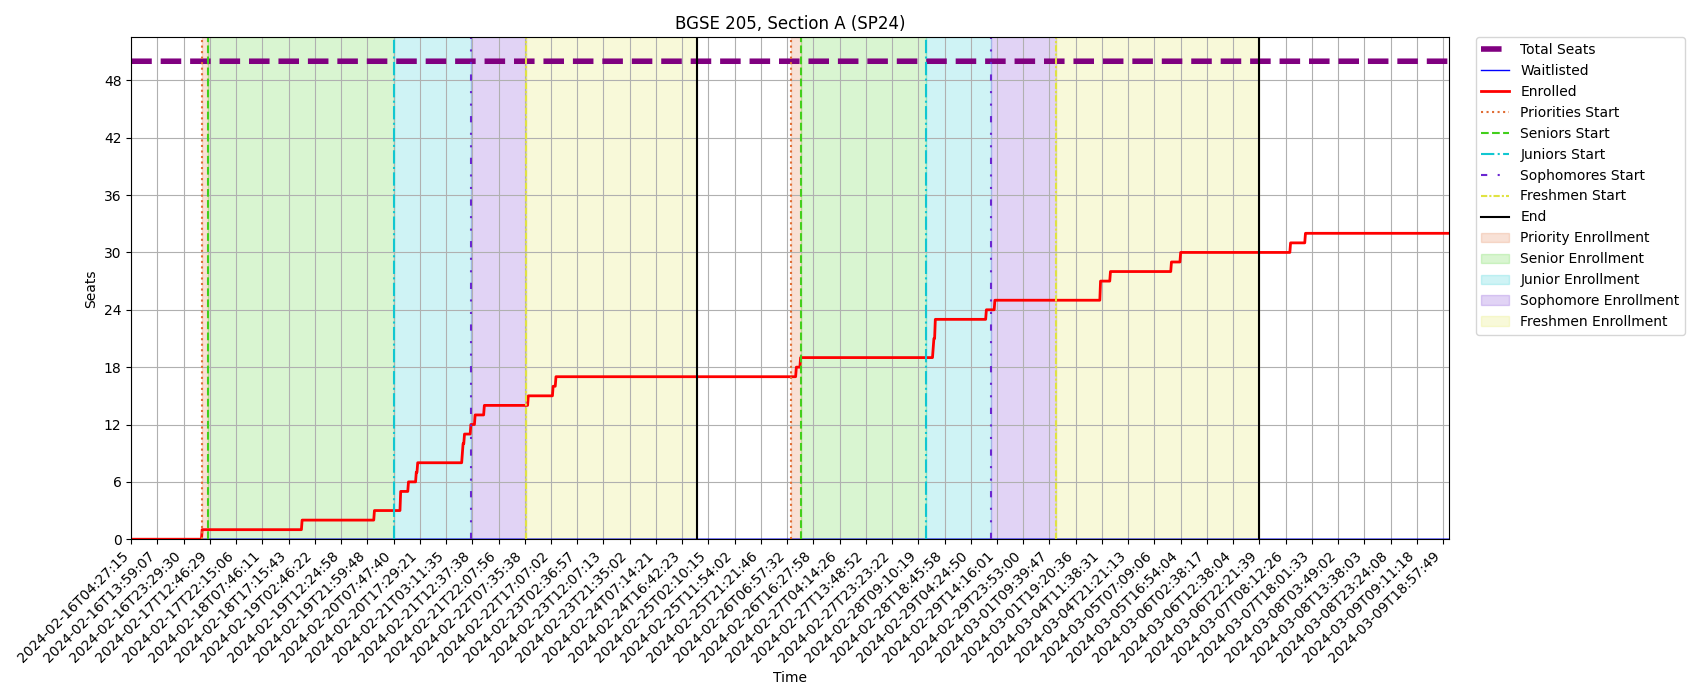 BGSE 205, Section A (SP24)
Total Seats
Waitlisted
Enrolled
Priorities Start
Seniors Start
Juniors Start
Sophomores Start
Freshmen Start
End
Priority Enrollment
Senior Enrollment
Junior Enrollment
Sophomore Enrollment
Freshmen Enrollment
Seats
48
42
36
30
24
18
12
6
0
2024-02-16T04:27:15
2024-02-16T13:59:07
2024-02-16T23:29:30
2024-02-17T12:46:29
2024-02-17T22:15:06
2024-02-18T07:46:11
2024-02-18T17:15:43
2024-02-19T02:46:22
2024-02-19T12:24:58
2024-02-19T21:59:48
2024-02-20T07:47:40
2024-02-20T17:29:21
2024-02-21T03:11:35
2024-02-21T12:37:38
2024-02-21T22:07:56
2024-02-22T07:35:38
2024-02-22T17:07:02
2024-02-23T02:36:57
2024-02-23T12:07:13
2024-02-23T21:35:02
2024-02-24T07:14:21
2024-02-24T16:42:23
2024-02-25T02:10:15
2024-02-25T11:54:02
2024-02-25T21:21:46
2024-02-26T06:57:32
2024-02-26T16:27:58
2024-02-27T04:14:26
2024-02-27T13:48:52
2024-02-27T23:23:22
2024-02-28T09:10:19
2024-02-28T18:45:58
2024-02-29T04:24:50
2024-02-29T14:16:01
2024-02-29T23:53:00
2024-03-01T09:39:47
2024-03-01T19:20:36
2024-03-04T11:38:31
2024-03-04T21:21:13
2024-03-05T07:09:06
2024-03-05T16:54:04
2024-03-06T02:38:17
2024-03-06T12:38:04
2024-03-06T22:21:39
2024-03-07T08:12:26
2024-03-07T18:01:33
2024-03-08T03:49:02
2024-03-08T13:38:03
2024-03-08T23:24:08
2024-03-09T09:11:18
2024-03-09T18:57:49
Time